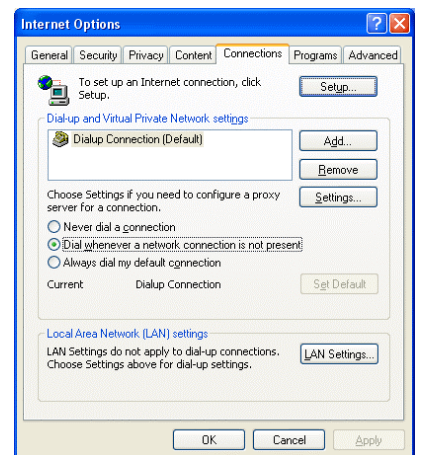 Internet Options
General Security Privacy Content Connections Programs Advanced
To set up an Internet connection, click
Setup.
Setup...
Dial-up and Virtual Private Network settings
Dialup Connection (Default)
Add...
Remove
Choose Settings if you need to configure a proxy
server for a connection.
Settings...
Never dial a connection
Dial whenever a network connection is not present
Always dial my default connection
Current Dialup Connection Set Default
Local Area Network (LAN) settings
LAN Settings do not apply to dial-up connections.
Choose Settings above for dial-up settings.
LAN Settings...
OK Cancel Apply